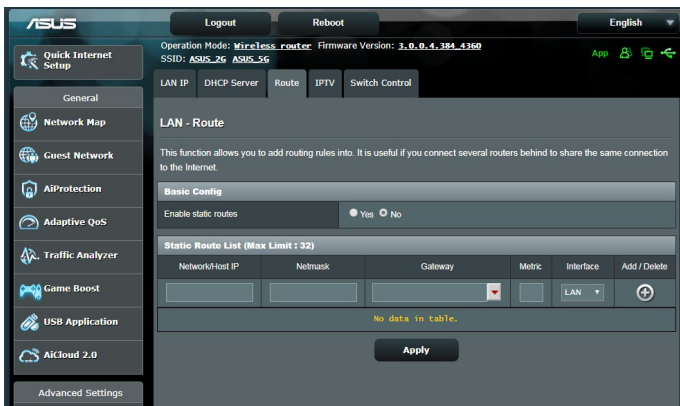 ASUS
Logout
Reboot
English
Quick Internet Setup
Operation Mode: Wireless router Firmware Version: 3.0.0.4.384_4360
SSID: ASUS_2G ASUS_5G
App
General
Network Map
Guest Network
AiProtection
Adaptive QoS
Traffic Analyzer
Game Boost
USB Application
AiCloud 2.0
Advanced Settings
LAN IP
DHCP Server
Route
IPTV
Switch Control
LAN - Route
This function allows you to add routing rules into. It is useful if you connect several routers behind to share the same connection
to the Internet.
Basic Config
Enable static routes
Yes
No
Static Route List (Max Limit : 32)
Network/Host IP
Netmask
Gateway
Metric
Interface
Add / Delete
LAN
No data in table.
Apply